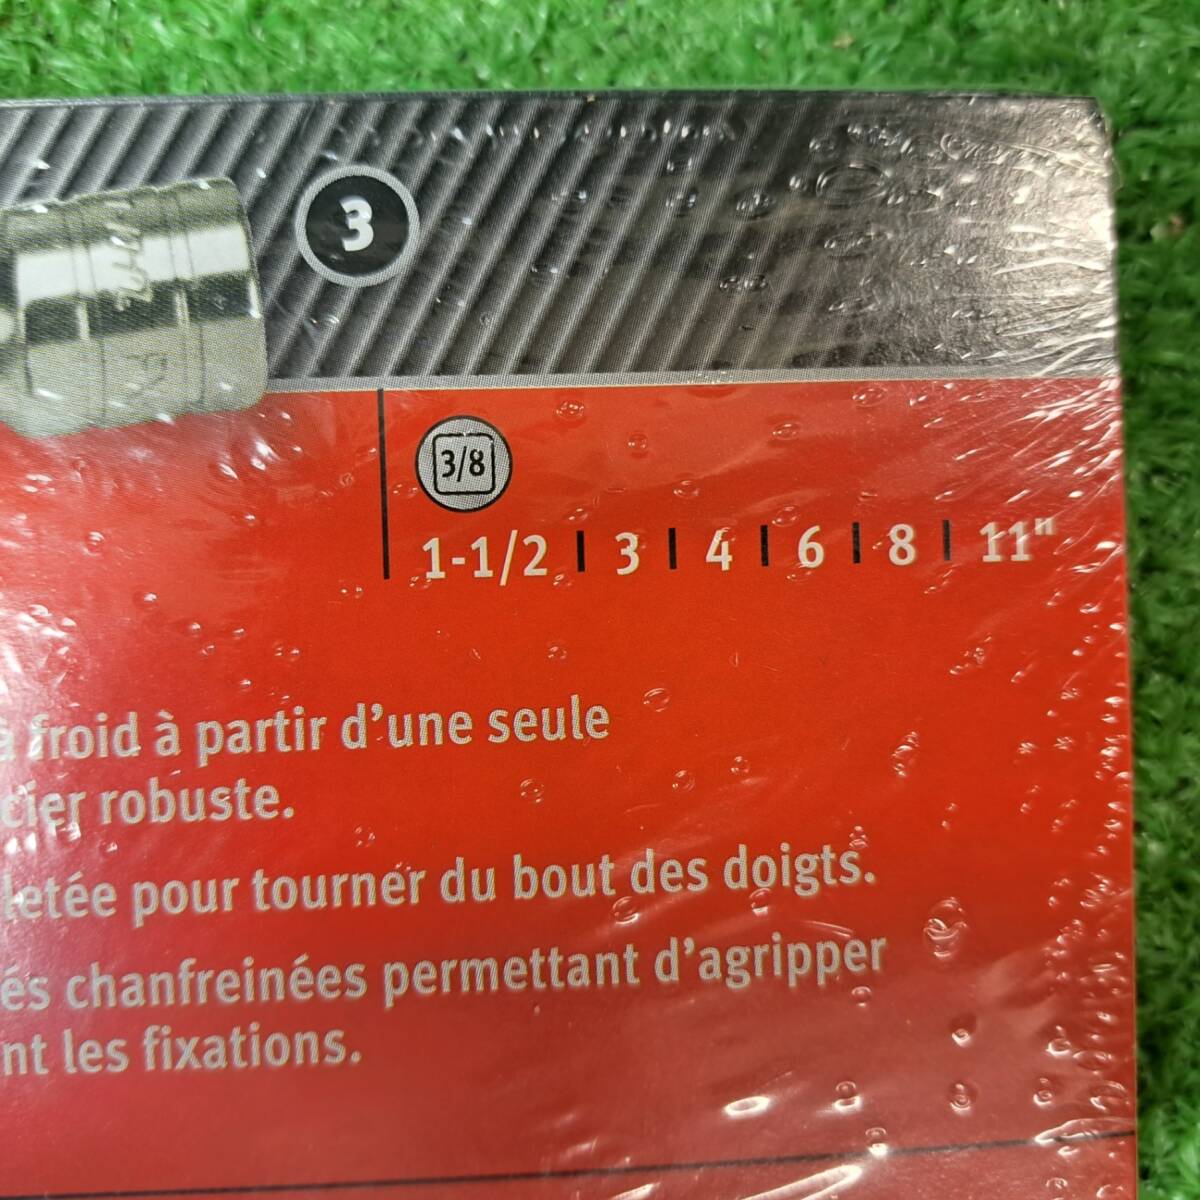 3
3/8
1-1/2 | 3 | 4 | 6 | 8 | 11"
à froid à partir d'une seule
cier robuste.
letée pour tourner du bout des doigts.
és chanfreinées permettant d'agripper
nt les fixations.